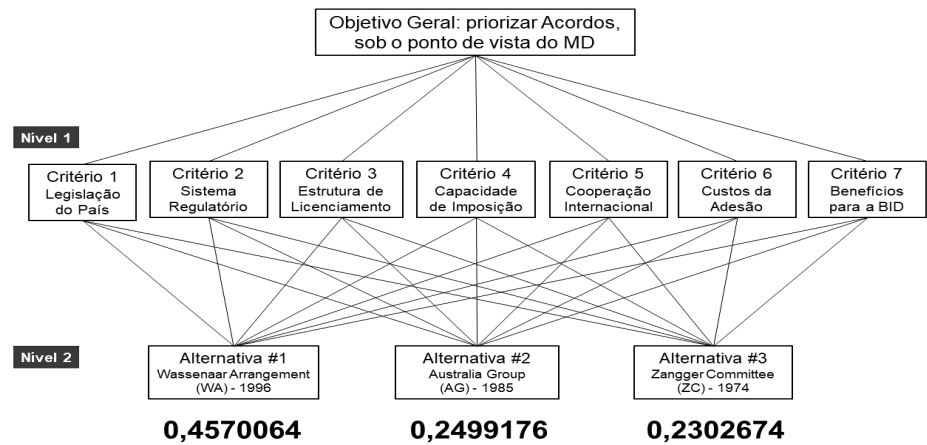 Objetivo Geral: priorizar Acordos,
sob o ponto de vista do MD
Nível 1
Critério 1
Legislação
do País
Critério 2
Sistema
Regulatório
Critério 3
Estrutura de
Licenciamento
Critério 4
Capacidade
de Imposição
Critério 5
Cooperação
Internacional
Critério 6
Custos da
Adesão
Critério 7
Benefícios
para a BID
Nível 2
Alternativa #1
Wassenaar Arrangement
(WA) - 1996
Alternativa #2
Australia Group
(AG) - 1985
Alternativa #3
Zangger Committee
(ZC) - 1974
0,4570064
0,2499176
0,2302674